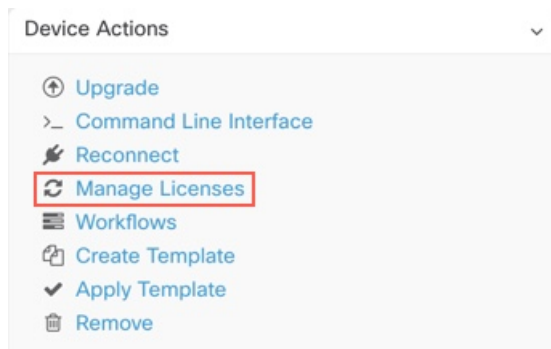 Device Actions
Upgrade
Command Line Interface
Reconnect
Manage Licenses
Workflows
Create Template
Apply Template
Remove